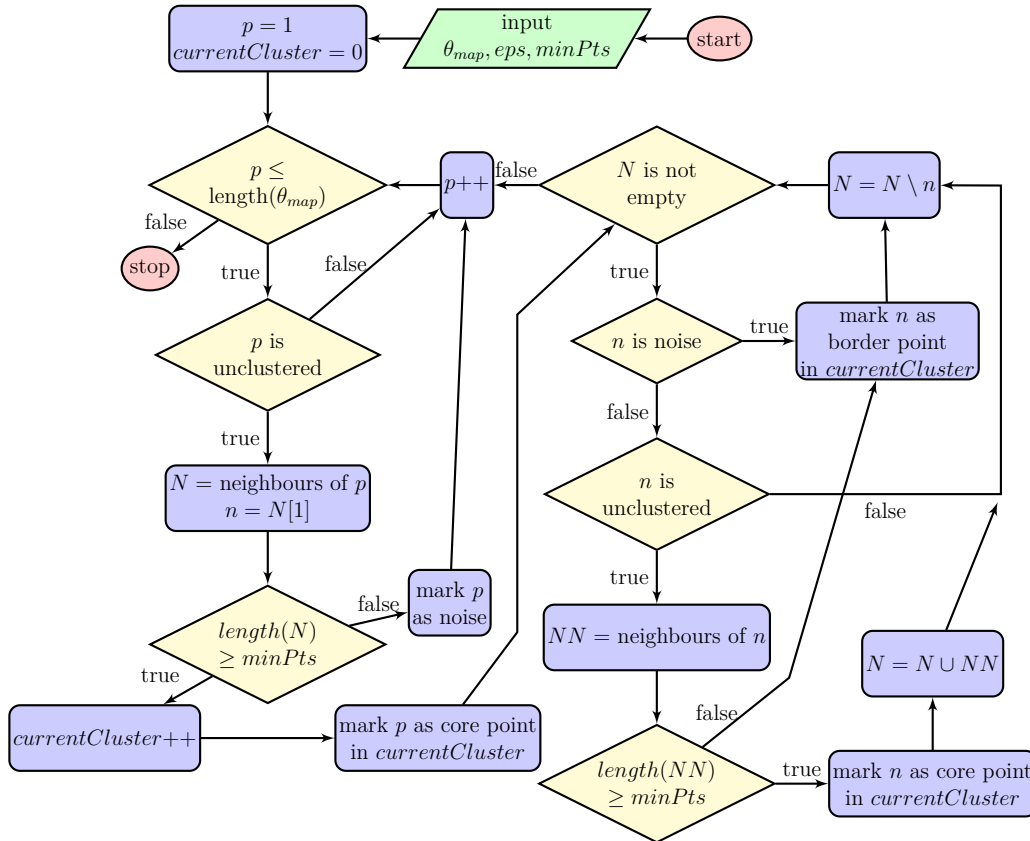 p = 1
currentCluster = 0
input
θ_map, eps, minPts
start
p ≤
length(θ_map)
false
stop
true
p++
false
N is not
empty
N = N \ n
false
p is
unclustered
true
n is noise
true
mark n as
border point
in currentCluster
true
false
N = neighbours of p
n = N[1]
n is
unclustered
false
true
length(N)
≥ minPts
false
mark p
as noise
true
NN = neighbours of n
N = N ∪ NN
currentCluster++
mark p as core point
in currentCluster
false
length(NN)
≥ minPts
true
mark n as core point
in currentCluster